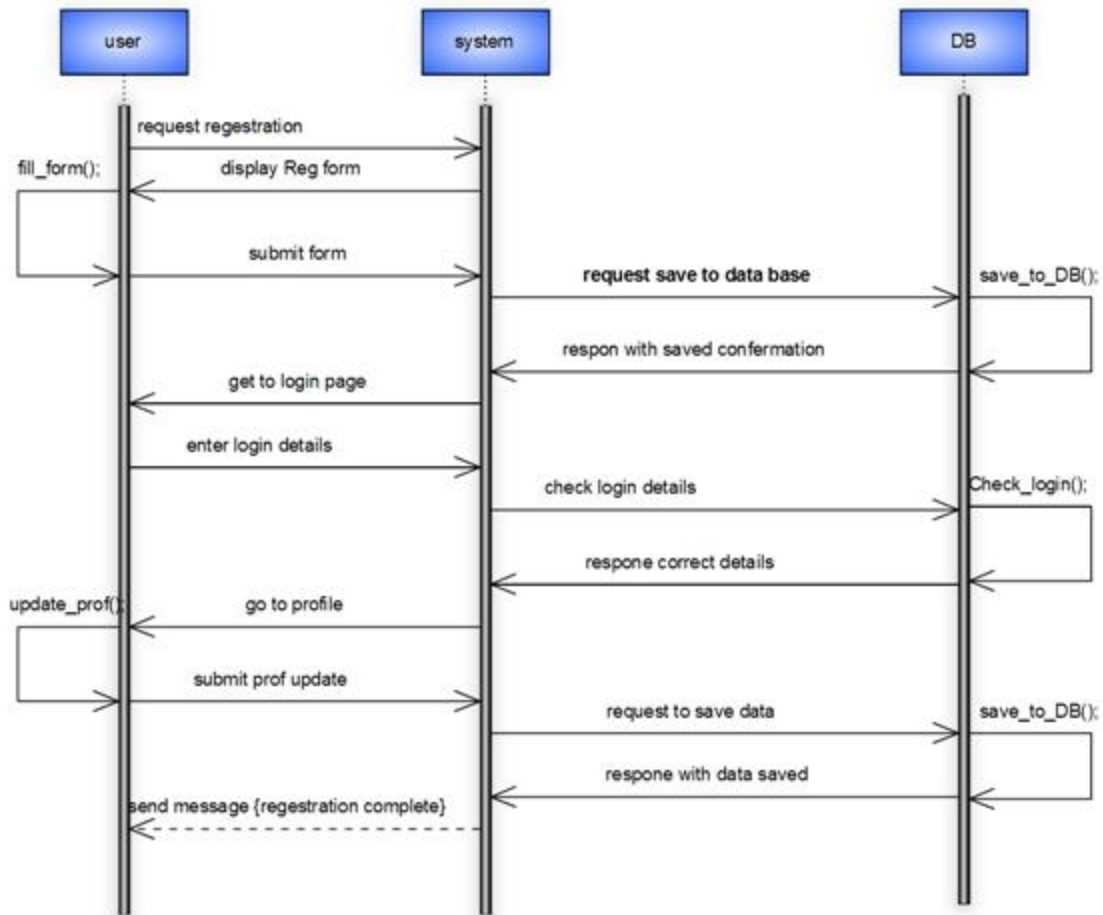 user
system
DB
request regestration
fill_form();
display Reg form
submit form
request save to data base
save_to_DB();
respon with saved confermation
get to login page
enter login details
check login details
Check_login();
respone correct details
update_prof();
go to profile
submit prof update
request to save data
save_to_DB();
respone with data saved
send message {regestration complete}